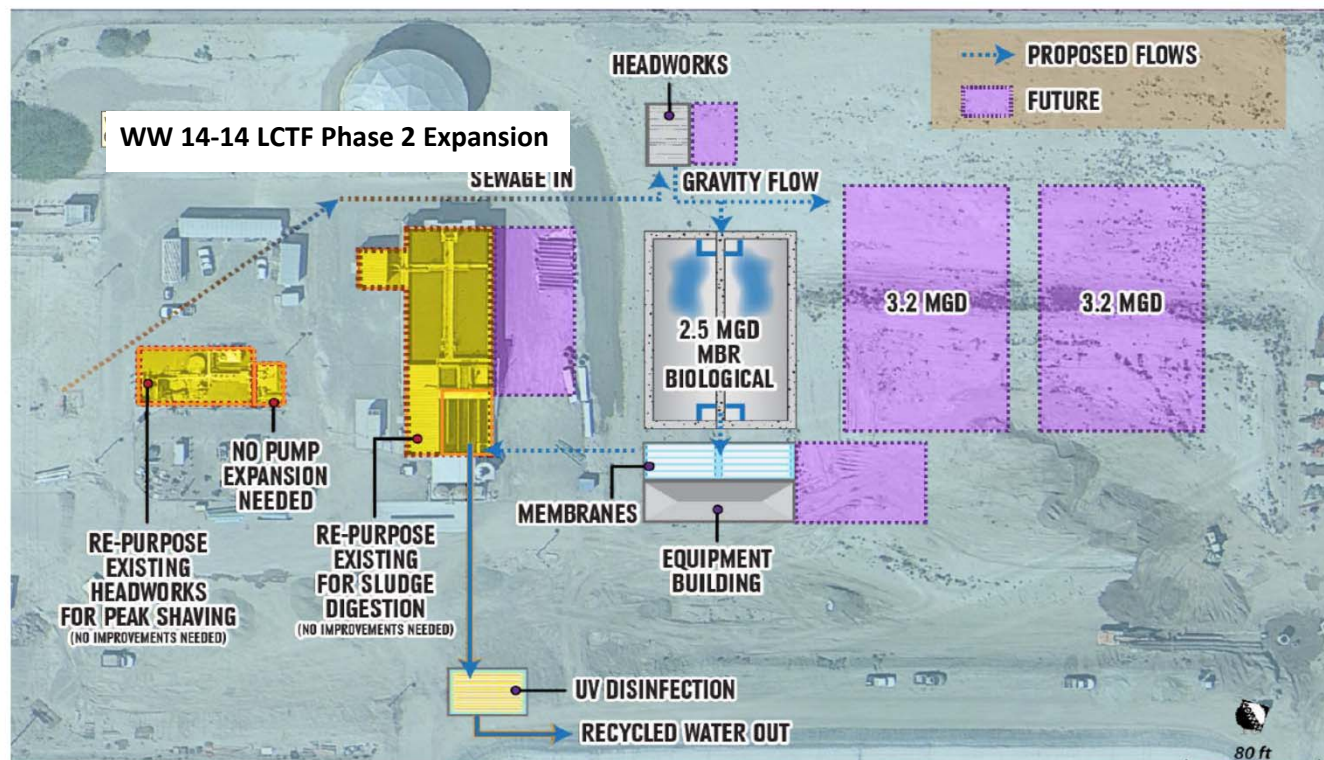 HEADWORKS
PROPOSED FLOWS
FUTURE
WW 14-14 LCTF Phase 2 Expansion
SEWAGE IN
GRAVITY FLOW
2.5 MGD
MBR
BIOLOGICAL
3.2 MGD
3.2 MGD
NO PUMP
EXPANSION
NEEDED
MEMBRANES
RE-PURPOSE
EXISTING
HEADWORKS
FOR PEAK SHAVING
(NO IMPROVEMENTS NEEDED)
RE-PURPOSE
EXISTING
FOR SLUDGE
DIGESTION
(NO IMPROVEMENTS NEEDED)
EQUIPMENT
BUILDING
UV DISINFECTION
RECYCLED WATER OUT
80 ft